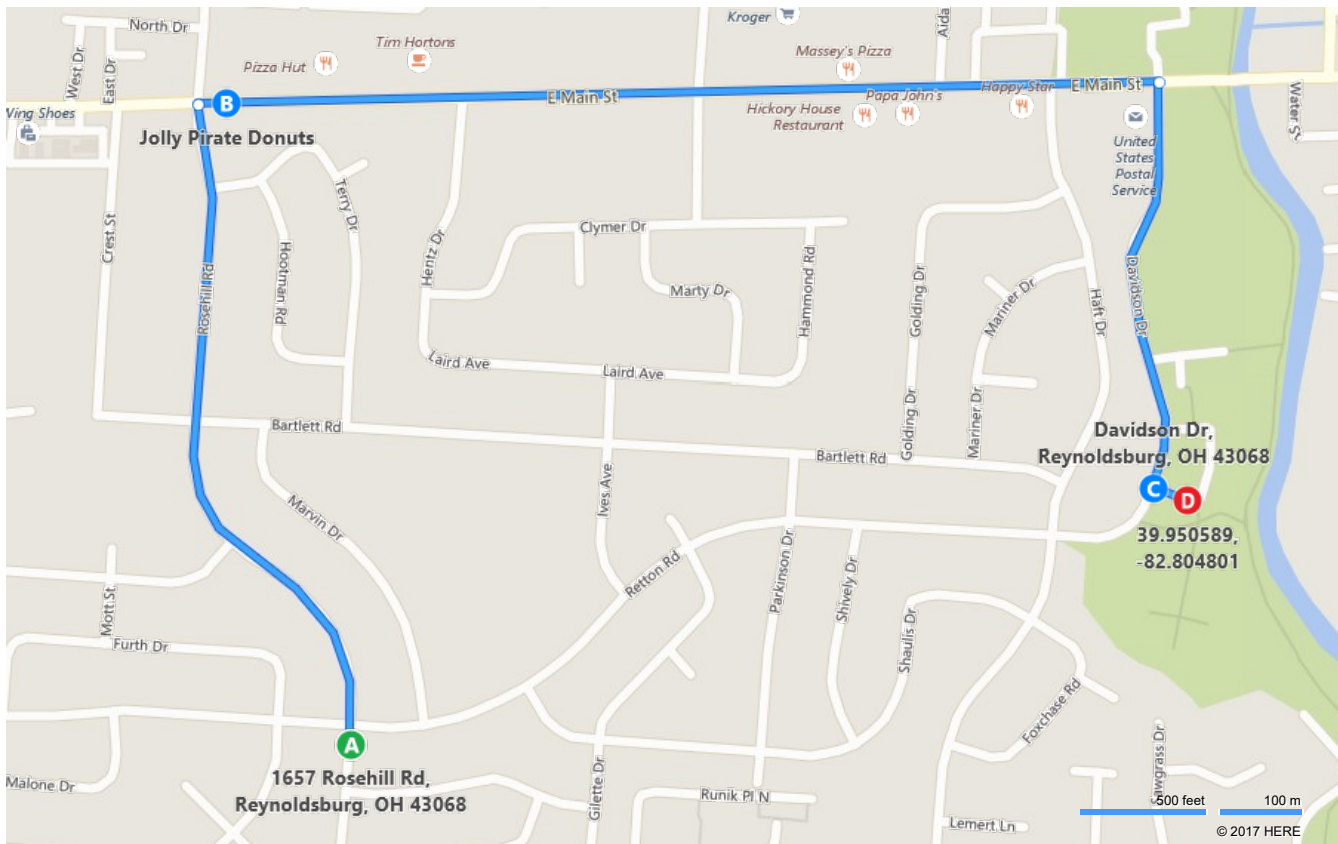 North Dr
West Dr
East Dr
Pizza Hut
Tim Hortons
Kroger
Massey's Pizza
Aida
Wing Shoes
B
E Main St
Hickory House
Restaurant
Papa John's
Happy Star
E Main St
Water St
Jolly Pirate Donuts
United
States
Postal
Service
Crest St
Rosehill Rd
Hootman Rd
Terry Dr
Hentz Dr
Clymer Dr
Marty Dr
Hammond Rd
Golding Dr
Mariner Dr
Haft Dr
Davidson Dr
Laird Ave
Laird Ave
Golding Dr
Mariner Dr
Bartlett Rd
Bartlett Rd
Davidson Dr,
Reynoldsburg, OH 43068
C
D
39.950589,
-82.804801
Marvin Dr
Ives Ave
Retton Rd
Parkinson Dr
Shively Dr
Shaulis Dr
Mott St
Furth Dr
Foxchase Rd
A
1657 Rosehill Rd,
Reynoldsburg, OH 43068
Malone Dr
Gilette Dr
Runik Pl N
Lemert Ln
Sawgrass Dr
500 feet
100 m
© 2017 HERE